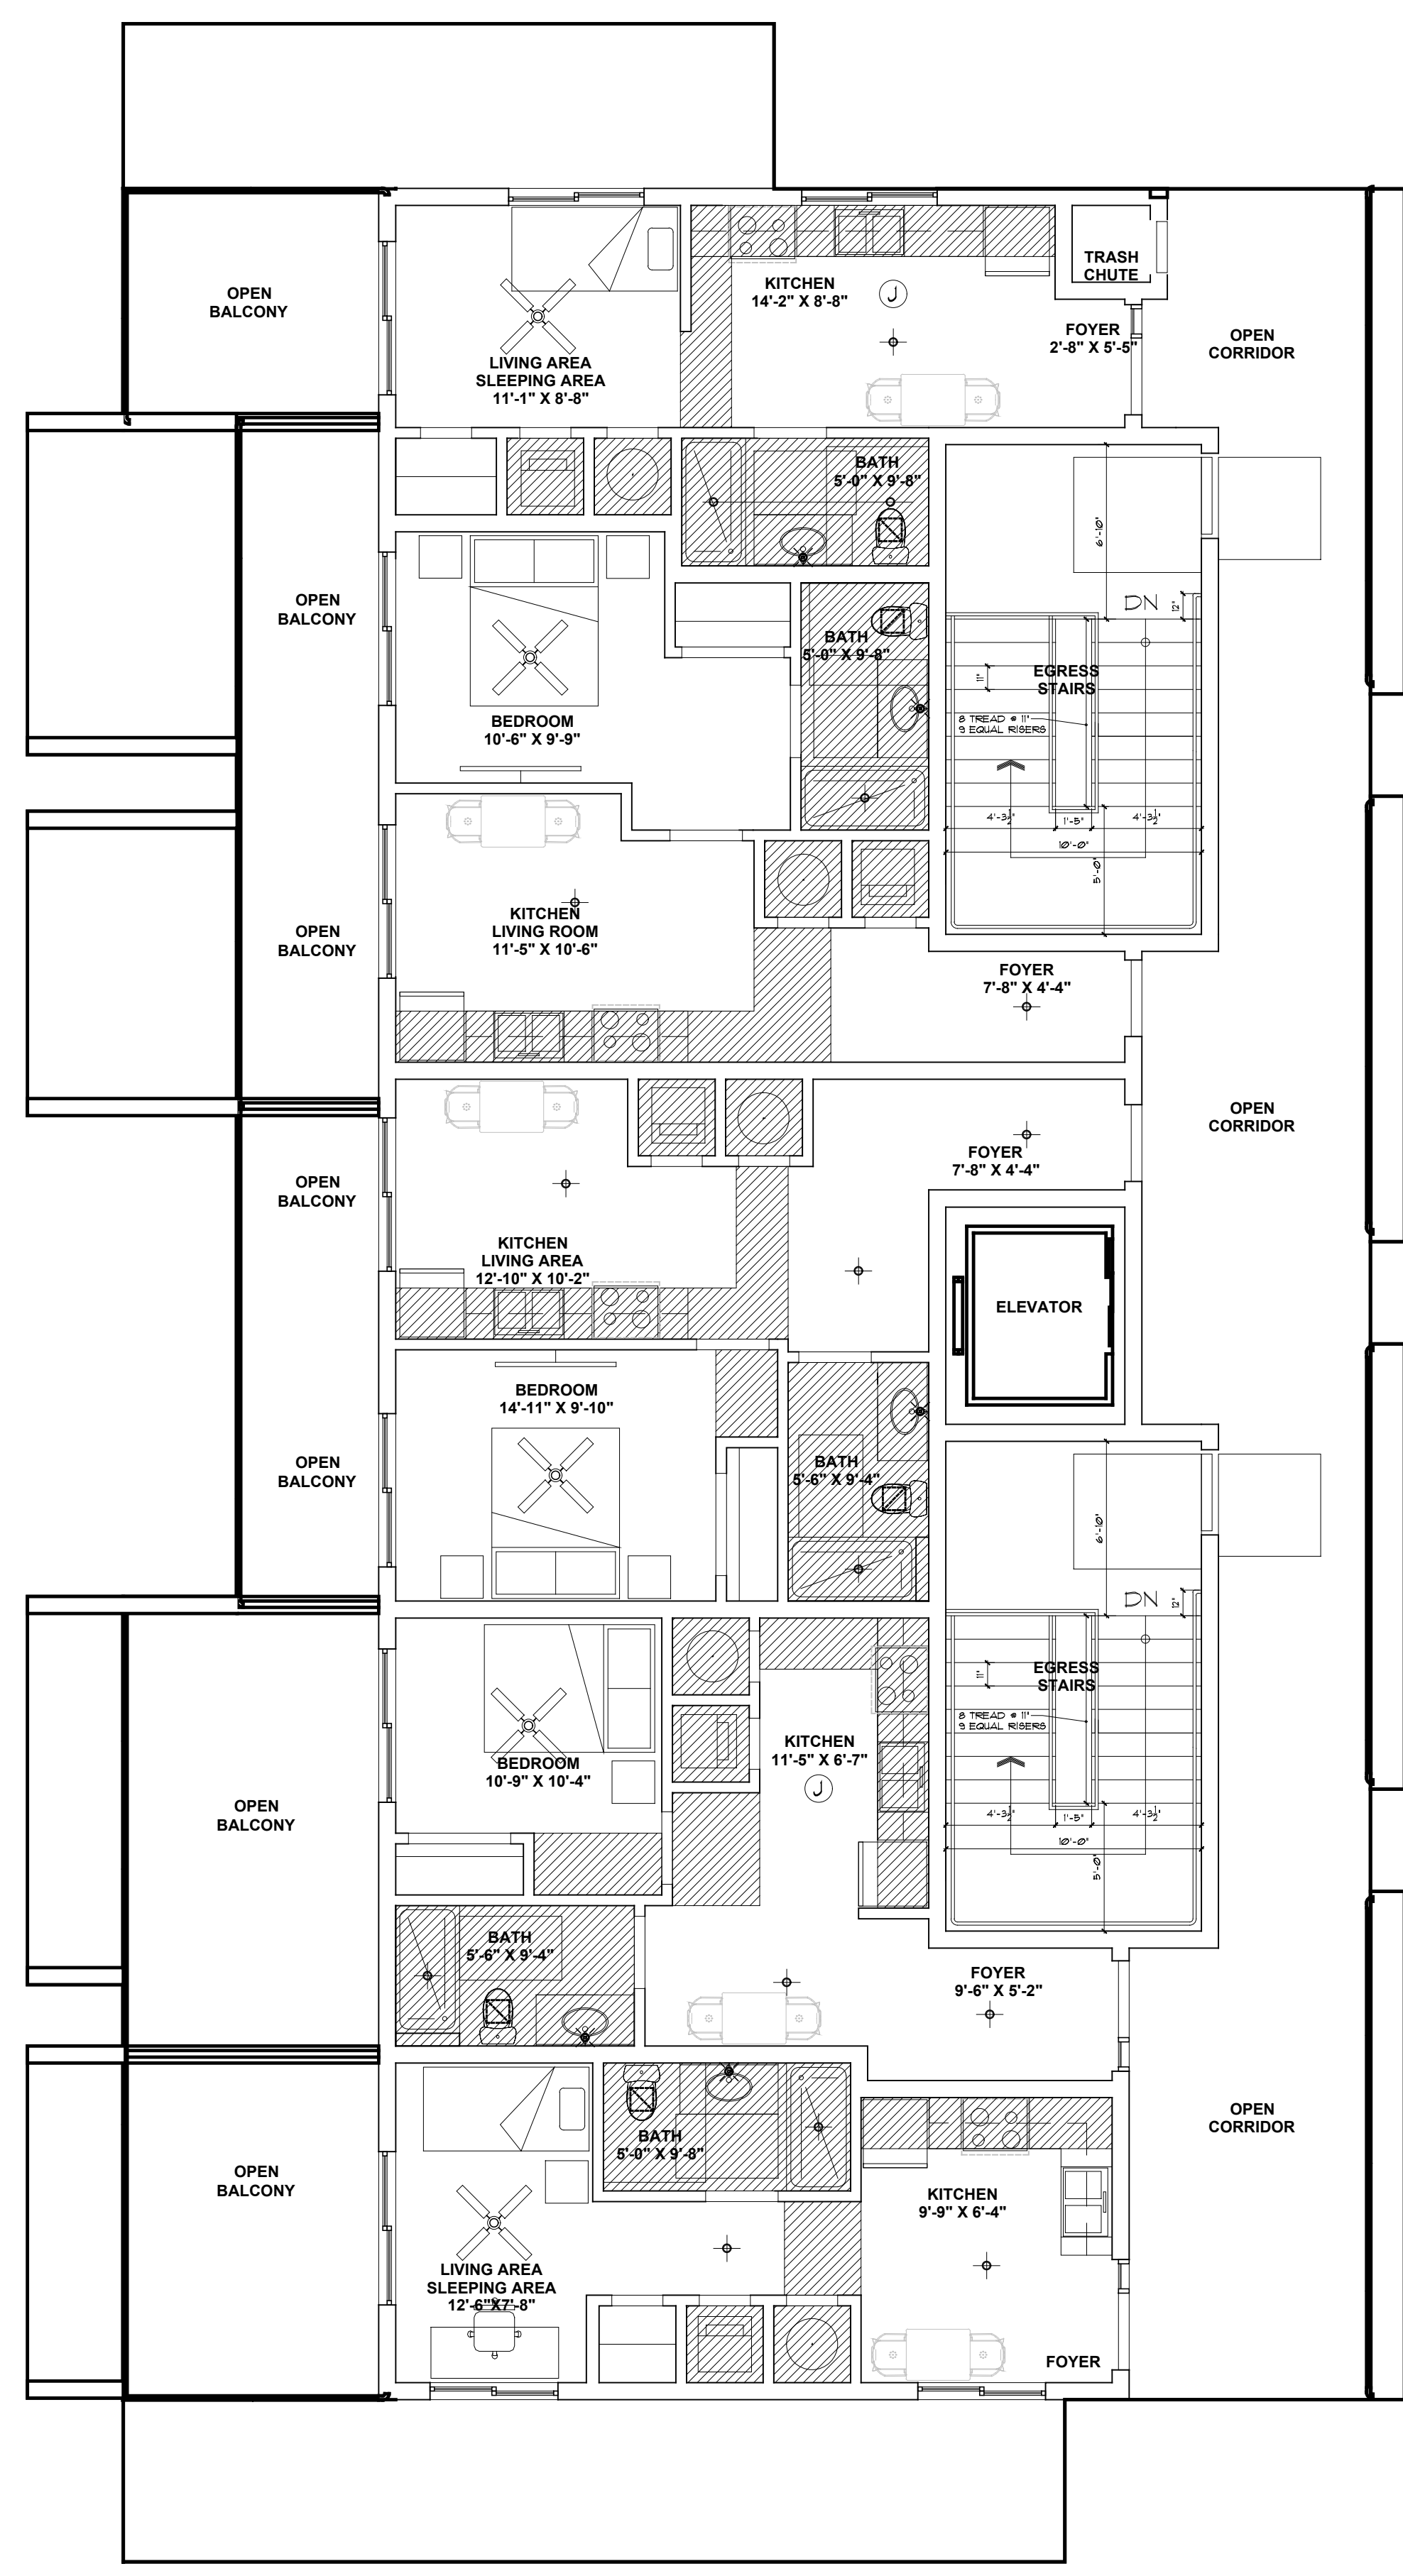 OPEN
BALCONY
LIVING AREA
SLEEPING AREA
11'-1" X 8'-8"
KITCHEN
14'-2" X 8'-8"
J
TRASH
CHUTE
FOYER
2'-8" X 5'-5"
OPEN
CORRIDOR
BATH
5'-0" X 9'-8"
6'-10"
DN
12"
OPEN
BALCONY
BEDROOM
10'-6" X 9'-9"
BATH
5'-0" X 9'-8"
EGRESS
STAIRS
11"
8 TREAD @ 11"
9 EQUAL RISERS
4'-3½"
1'-5"
4'-3½"
10'-0"
5'-0"
OPEN
BALCONY
KITCHEN
LIVING ROOM
11'-5" X 10'-6"
FOYER
7'-8" X 4'-4"
OPEN
CORRIDOR
OPEN
BALCONY
FOYER
7'-8" X 4'-4"
KITCHEN
LIVING AREA
12'-10" X 10'-2"
ELEVATOR
OPEN
BALCONY
BEDROOM
14'-11" X 9'-10"
BATH
5'-6" X 9'-4"
6'-10"
DN
12"
EGRESS
STAIRS
11"
8 TREAD @ 11"
9 EQUAL RISERS
4'-3½"
1'-5"
4'-3½"
10'-0"
5'-0"
OPEN
BALCONY
BEDROOM
10'-9" X 10'-4"
KITCHEN
11'-5" X 6'-7"
J
BATH
5'-6" X 9'-4"
FOYER
9'-6" X 5'-2"
OPEN
CORRIDOR
OPEN
BALCONY
BATH
5'-0" X 9'-8"
KITCHEN
9'-9" X 6'-4"
LIVING AREA
SLEEPING AREA
12'-6"X7'-8"
FOYER